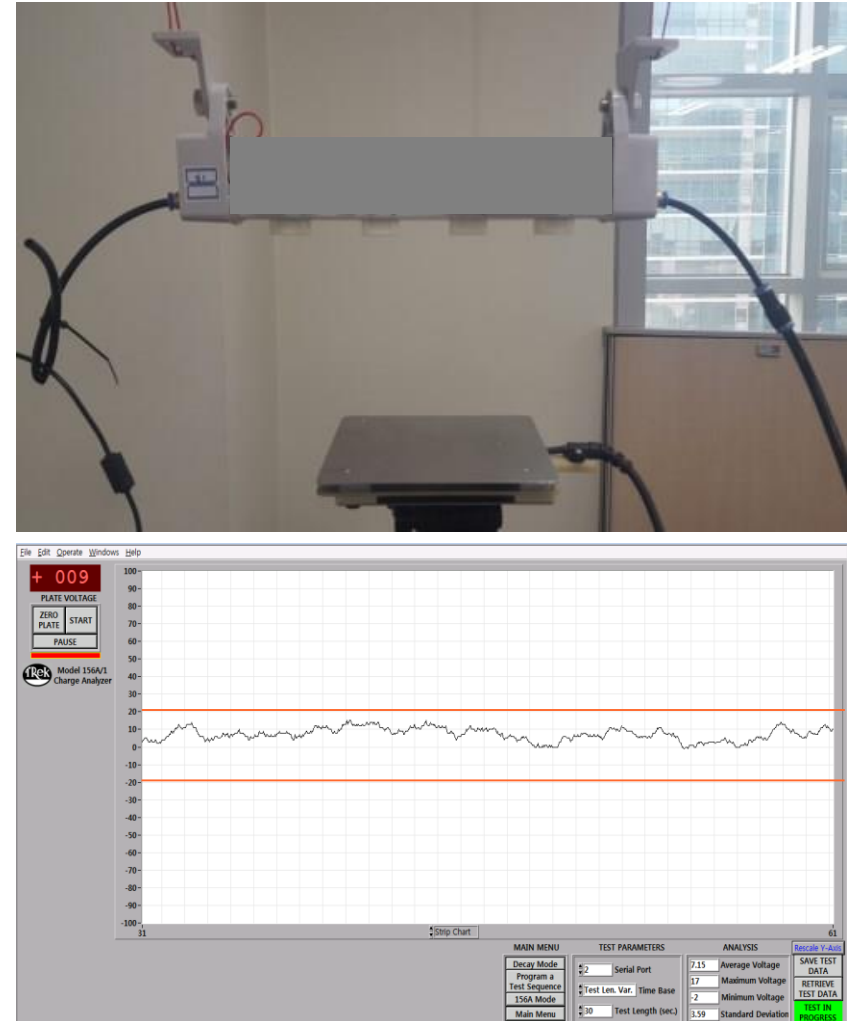 File Edit Operate Windows Help
+ 009
PLATE VOLTAGE
ZERO PLATE
START
PAUSE
TREK Model 156A/1
Charge Analyzer
100
90
80
70
60
50
40
30
20
10
0
-10
-20
-30
-40
-50
-60
-70
-80
-90
-100
31
61
Strip Chart
MAIN MENU
Decay Mode
Program a
Test Sequence
156A Mode
Main Menu
TEST PARAMETERS
2 Serial Port
Test Len. Var. Time Base
30 Test Length (sec.)
ANALYSIS
7.15 Average Voltage
17 Maximum Voltage
-2 Minimum Voltage
3.59 Standard Deviation
Rescale Y-Axis
SAVE TEST
DATA
RETRIEVE
TEST DATA
TEST IN
PROGRESS